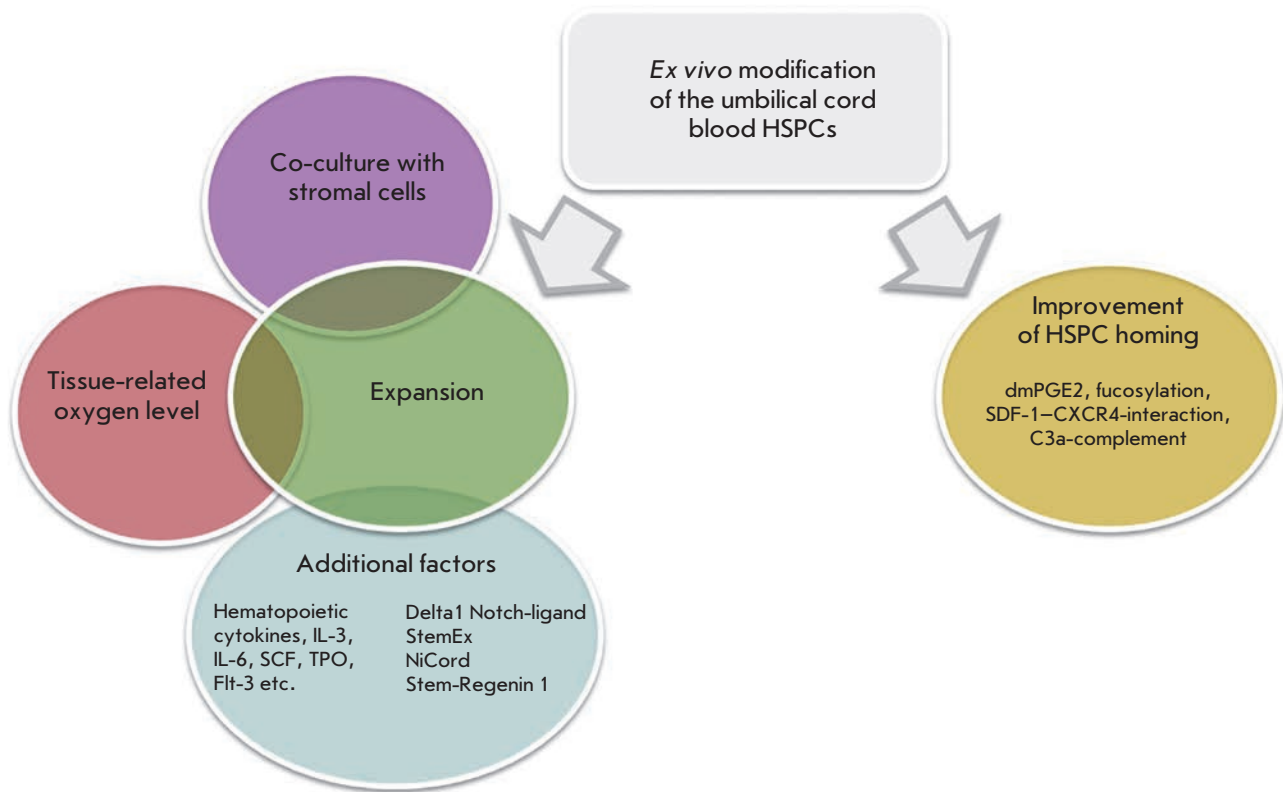 Ex vivo modification
of the umbilical cord
blood HSPCs
Co-culture with
stromal cells
Tissue-related
oxygen level
Expansion
Improvement
of HSPC homing
dmPGE2, fucosylation,
SDF-1–CXCR4-interaction,
C3a-complement
Additional factors
Hematopoietic
cytokines, IL-3,
IL-6, SCF, TPO,
Flt-3 etc.
Delta1 Notch-ligand
StemEx
NiCord
Stem-Regenin 1